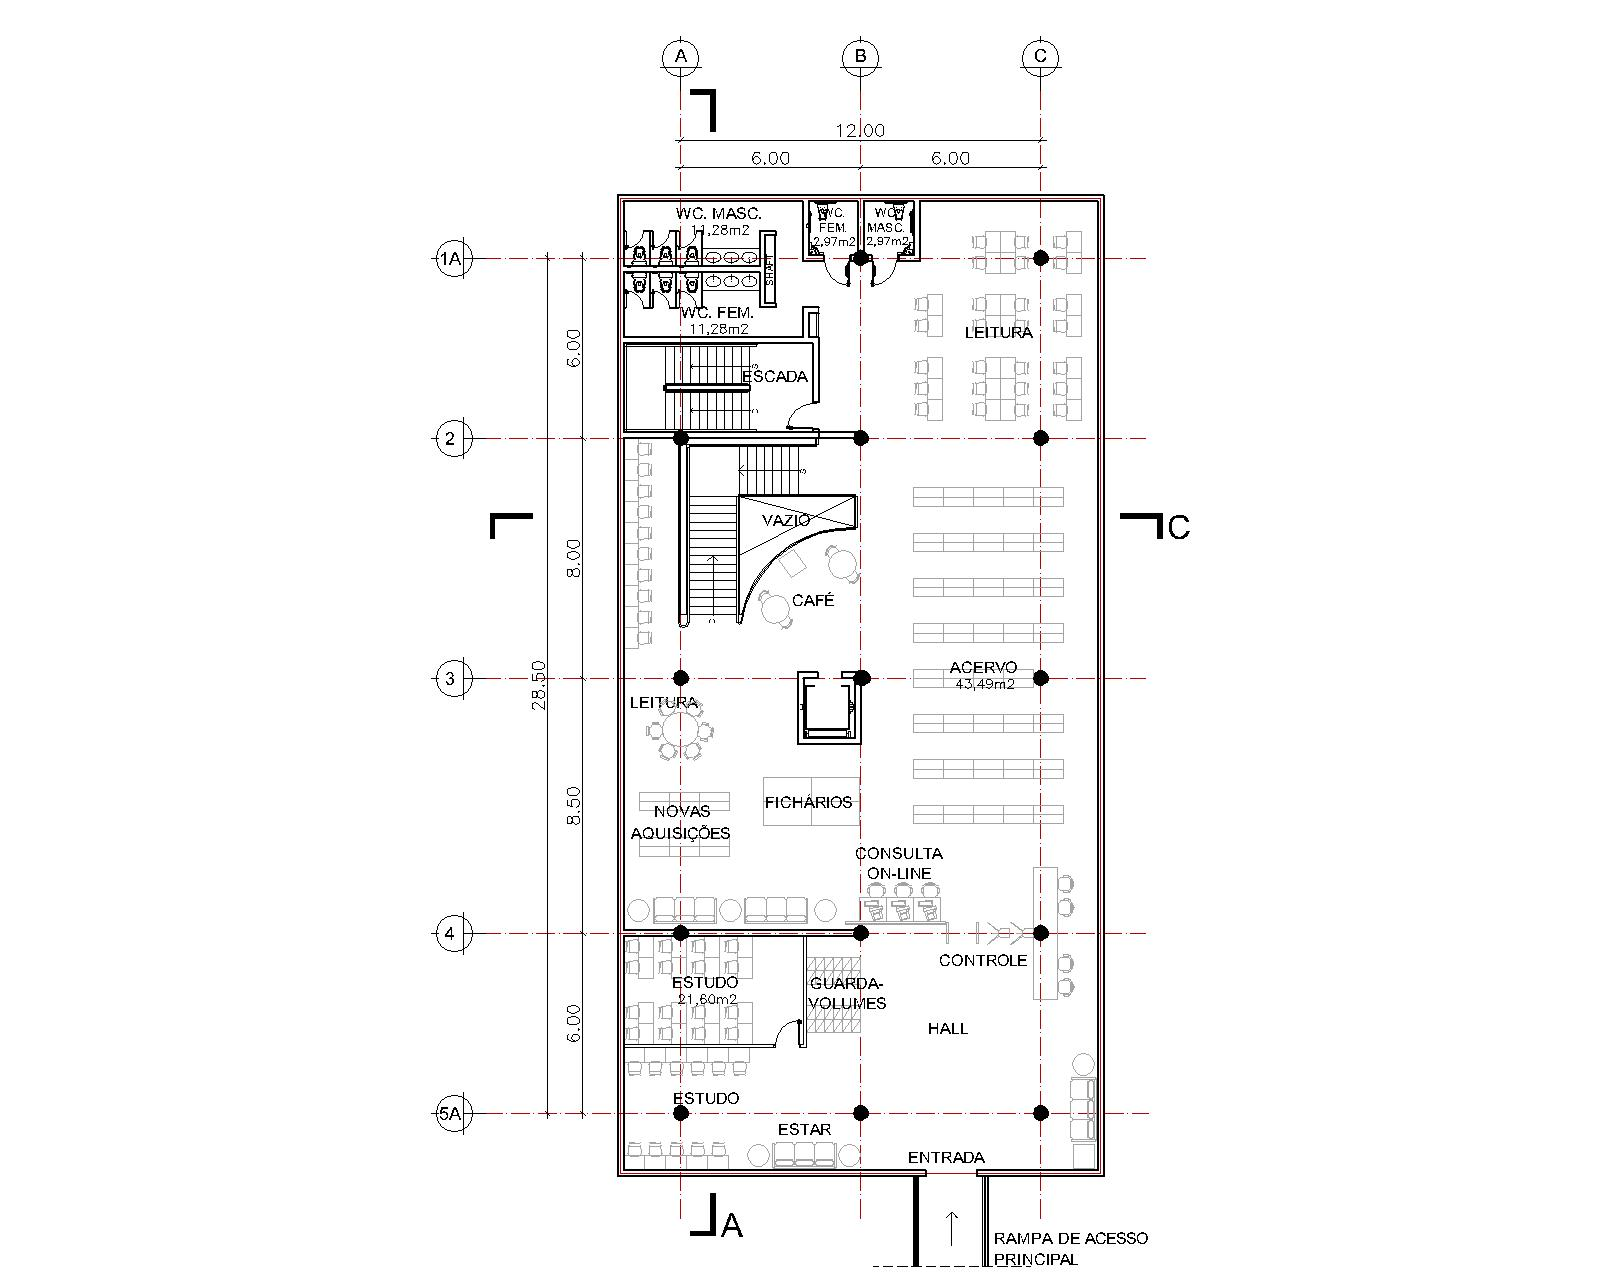 A B C
12.00
6.00 6.00
WC. MASC.
11,28m2
WC.
FEM.
2,97m2
WC.
MASC.
2,97m2
1A
SHAFT
WC. FEM.
11,28m2
LEITURA
6.00
ESCADA
2
VAZIO
C
8.00
CAFÉ
ACERVO
43,49m2
3
28.50
LEITURA
8.50
NOVAS
AQUISIÇÕES
FICHÁRIOS
CONSULTA
ON-LINE
4
CONTROLE
ESTUDO
21,60m2
GUARDA-
VOLUMES
6.00
HALL
ESTUDO
5A
ESTAR
ENTRADA
A
RAMPA DE ACESSO
PRINCIPAL